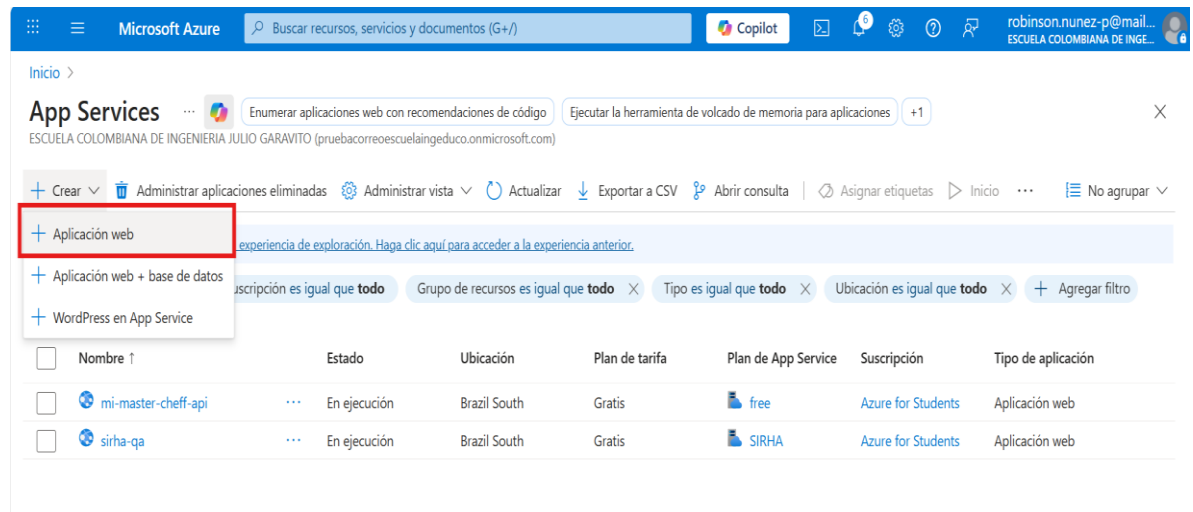 Microsoft Azure
Buscar recursos, servicios y documentos (G+/)
Copilot
6
robinson.nunez-p@mail...
ESCUELA COLOMBIANA DE INGE...
Inicio >
App Services ...
Enumerar aplicaciones web con recomendaciones de código
Ejecutar la herramienta de volcado de memoria para aplicaciones
+1
ESCUELA COLOMBIANA DE INGENIERIA JULIO GARAVITO (pruebacorreoescuelaingeduco.onmicrosoft.com)
+ Crear Administrar aplicaciones eliminadas Administrar vista Actualizar Exportar a CSV Abrir consulta Asignar etiquetas Inicio ... No agrupar
+ Aplicación web
experiencia de exploración. Haga clic aquí para acceder a la experiencia anterior.
+ Aplicación web + base de datos
uscripción es igual que todo Grupo de recursos es igual que todo Tipo es igual que todo Ubicación es igual que todo Agregar filtro
+ WordPress en App Service
Nombre ↑ Estado Ubicación Plan de tarifa Plan de App Service Suscripción Tipo de aplicación
mi-master-cheff-api ... En ejecución Brazil South Gratis free Azure for Students Aplicación web
sirha-qa ... En ejecución Brazil South Gratis SIRHA Azure for Students Aplicación web